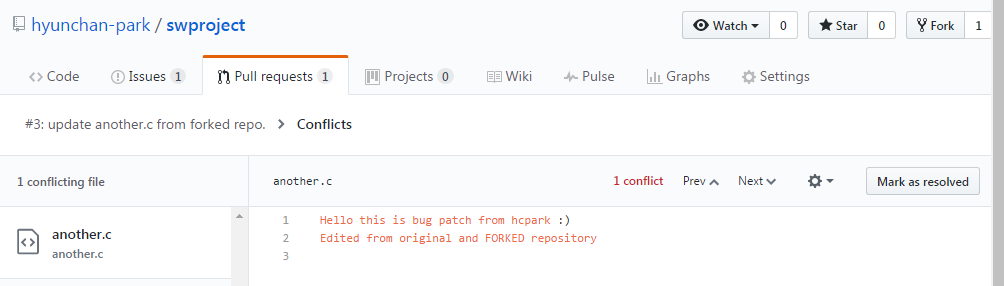 hyunchan-park / swproject
Watch 0 Star 0 Fork 1
Code Issues 1 Pull requests 1 Projects 0 Wiki Pulse Graphs Settings
#3: update another.c from forked repo. Conflicts
1 conflicting file
another.c 1 conflict Prev Next Mark as resolved
another.c
another.c
1 Hello this is bug patch from hcpark :)
2 Edited from original and FORKED repository
3